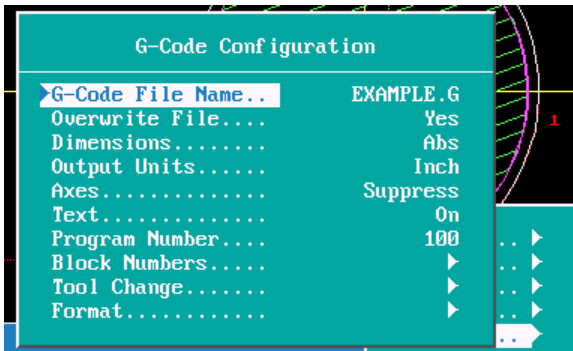 G-Code Configuration
G-Code File Name.. EXAMPLE.G
Overwrite File.... Yes
Dimensions........ Abs
Output Units...... Inch
Axes.............. Suppress
Text.............. On
Program Number.... 100
Block Numbers.....
Tool Change.......
Format............
1